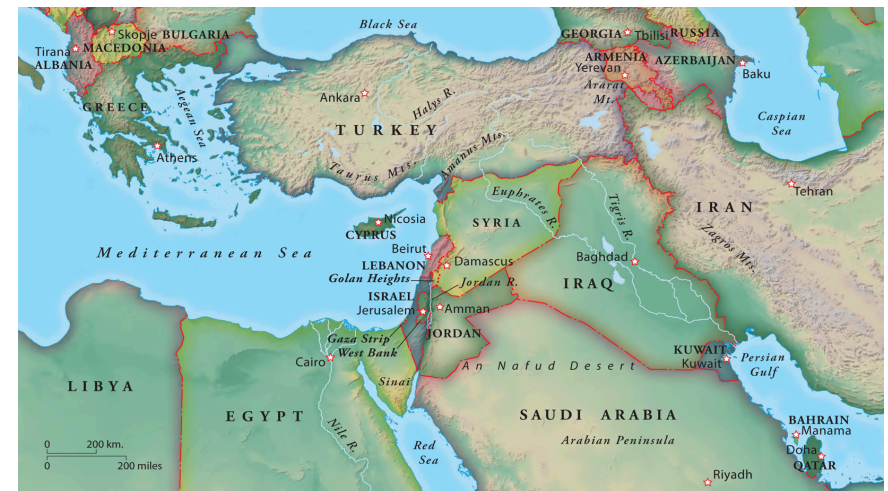 Black Sea
GEORGIA
Tbilisi
RUSSIA
Skopje
BULGARIA
Tirana
MACEDONIA
ALBANIA
ARMENIA
Yerevan
AZERBAIJAN
Baku
Ararat
Mt.
Ankara
Halys R.
GREECE
Aegean Sea
TURKEY
Caspian
Sea
Athens
Taurus Mts.
Amanus Mts.
Tehran
Euphrates R.
Tigris R.
IRAN
Nicosia
CYPRUS
SYRIA
Zagros Mts.
Mediterranean Sea
Beirut
LEBANON
Damascus
Baghdad
Golan Heights
Jordan R.
IRAQ
ISRAEL
Jerusalem
Amman
Gaza Strip
West Bank
JORDAN
KUWAIT
Kuwait
Persian
Gulf
Cairo
An Nafud Desert
LIBYA
Sinai
EGYPT
SAUDI ARABIA
Arabian Peninsula
BAHRAIN
Manama
Nile R.
Red
Sea
Doha
QATAR
Riyadh
0 200 km.
0 200 miles